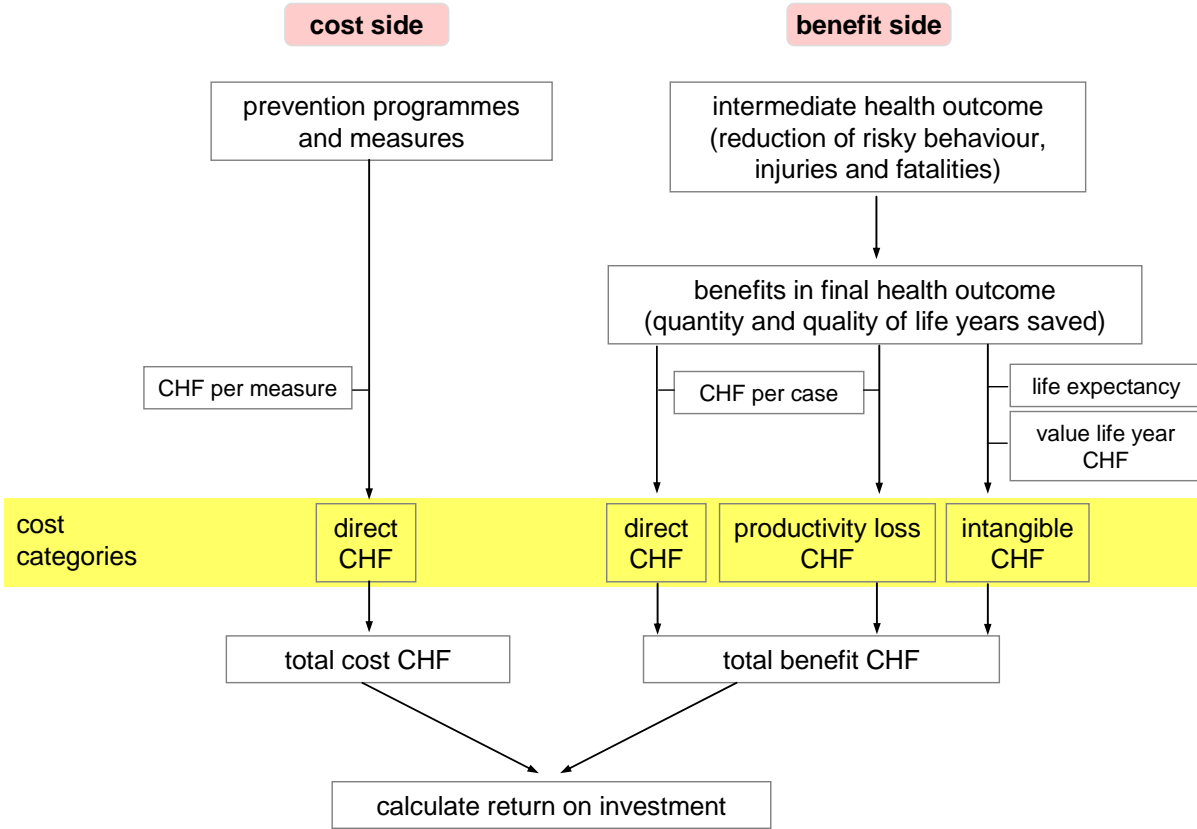 cost side
benefit side
prevention programmes
and measures
intermediate health outcome
(reduction of risky behaviour,
injuries and fatalities)
benefits in final health outcome
(quantity and quality of life years saved)
CHF per measure
CHF per case
life expectancy
value life year
CHF
cost
categories
direct
CHF
direct
CHF
productivity loss
CHF
intangible
CHF
total cost CHF
total benefit CHF
calculate return on investment